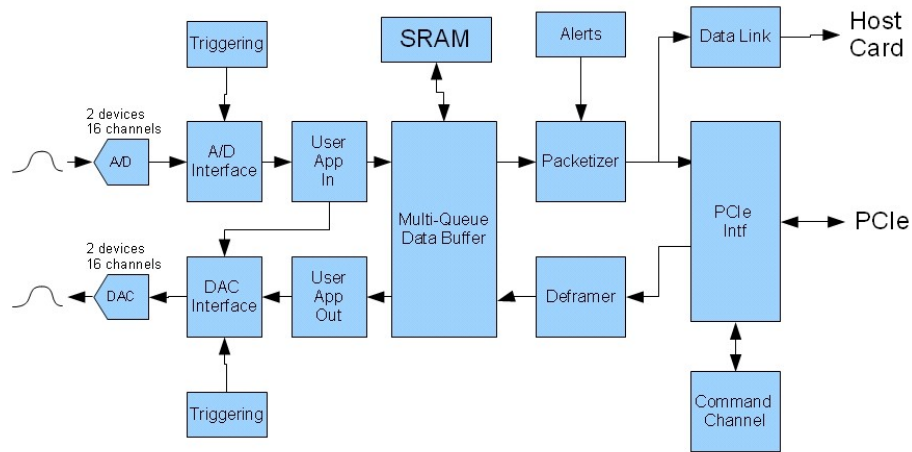 Triggering
SRAM
Alerts
Data Link
Host
Card
2 devices
16 channels
A/D
A/D
Interface
User
App
In
Multi-Queue
Data Buffer
Packetizer
PCIe
Intf
PCIe
2 devices
16 channels
DAC
DAC
Interface
User
App
Out
Deframer
Triggering
Command
Channel